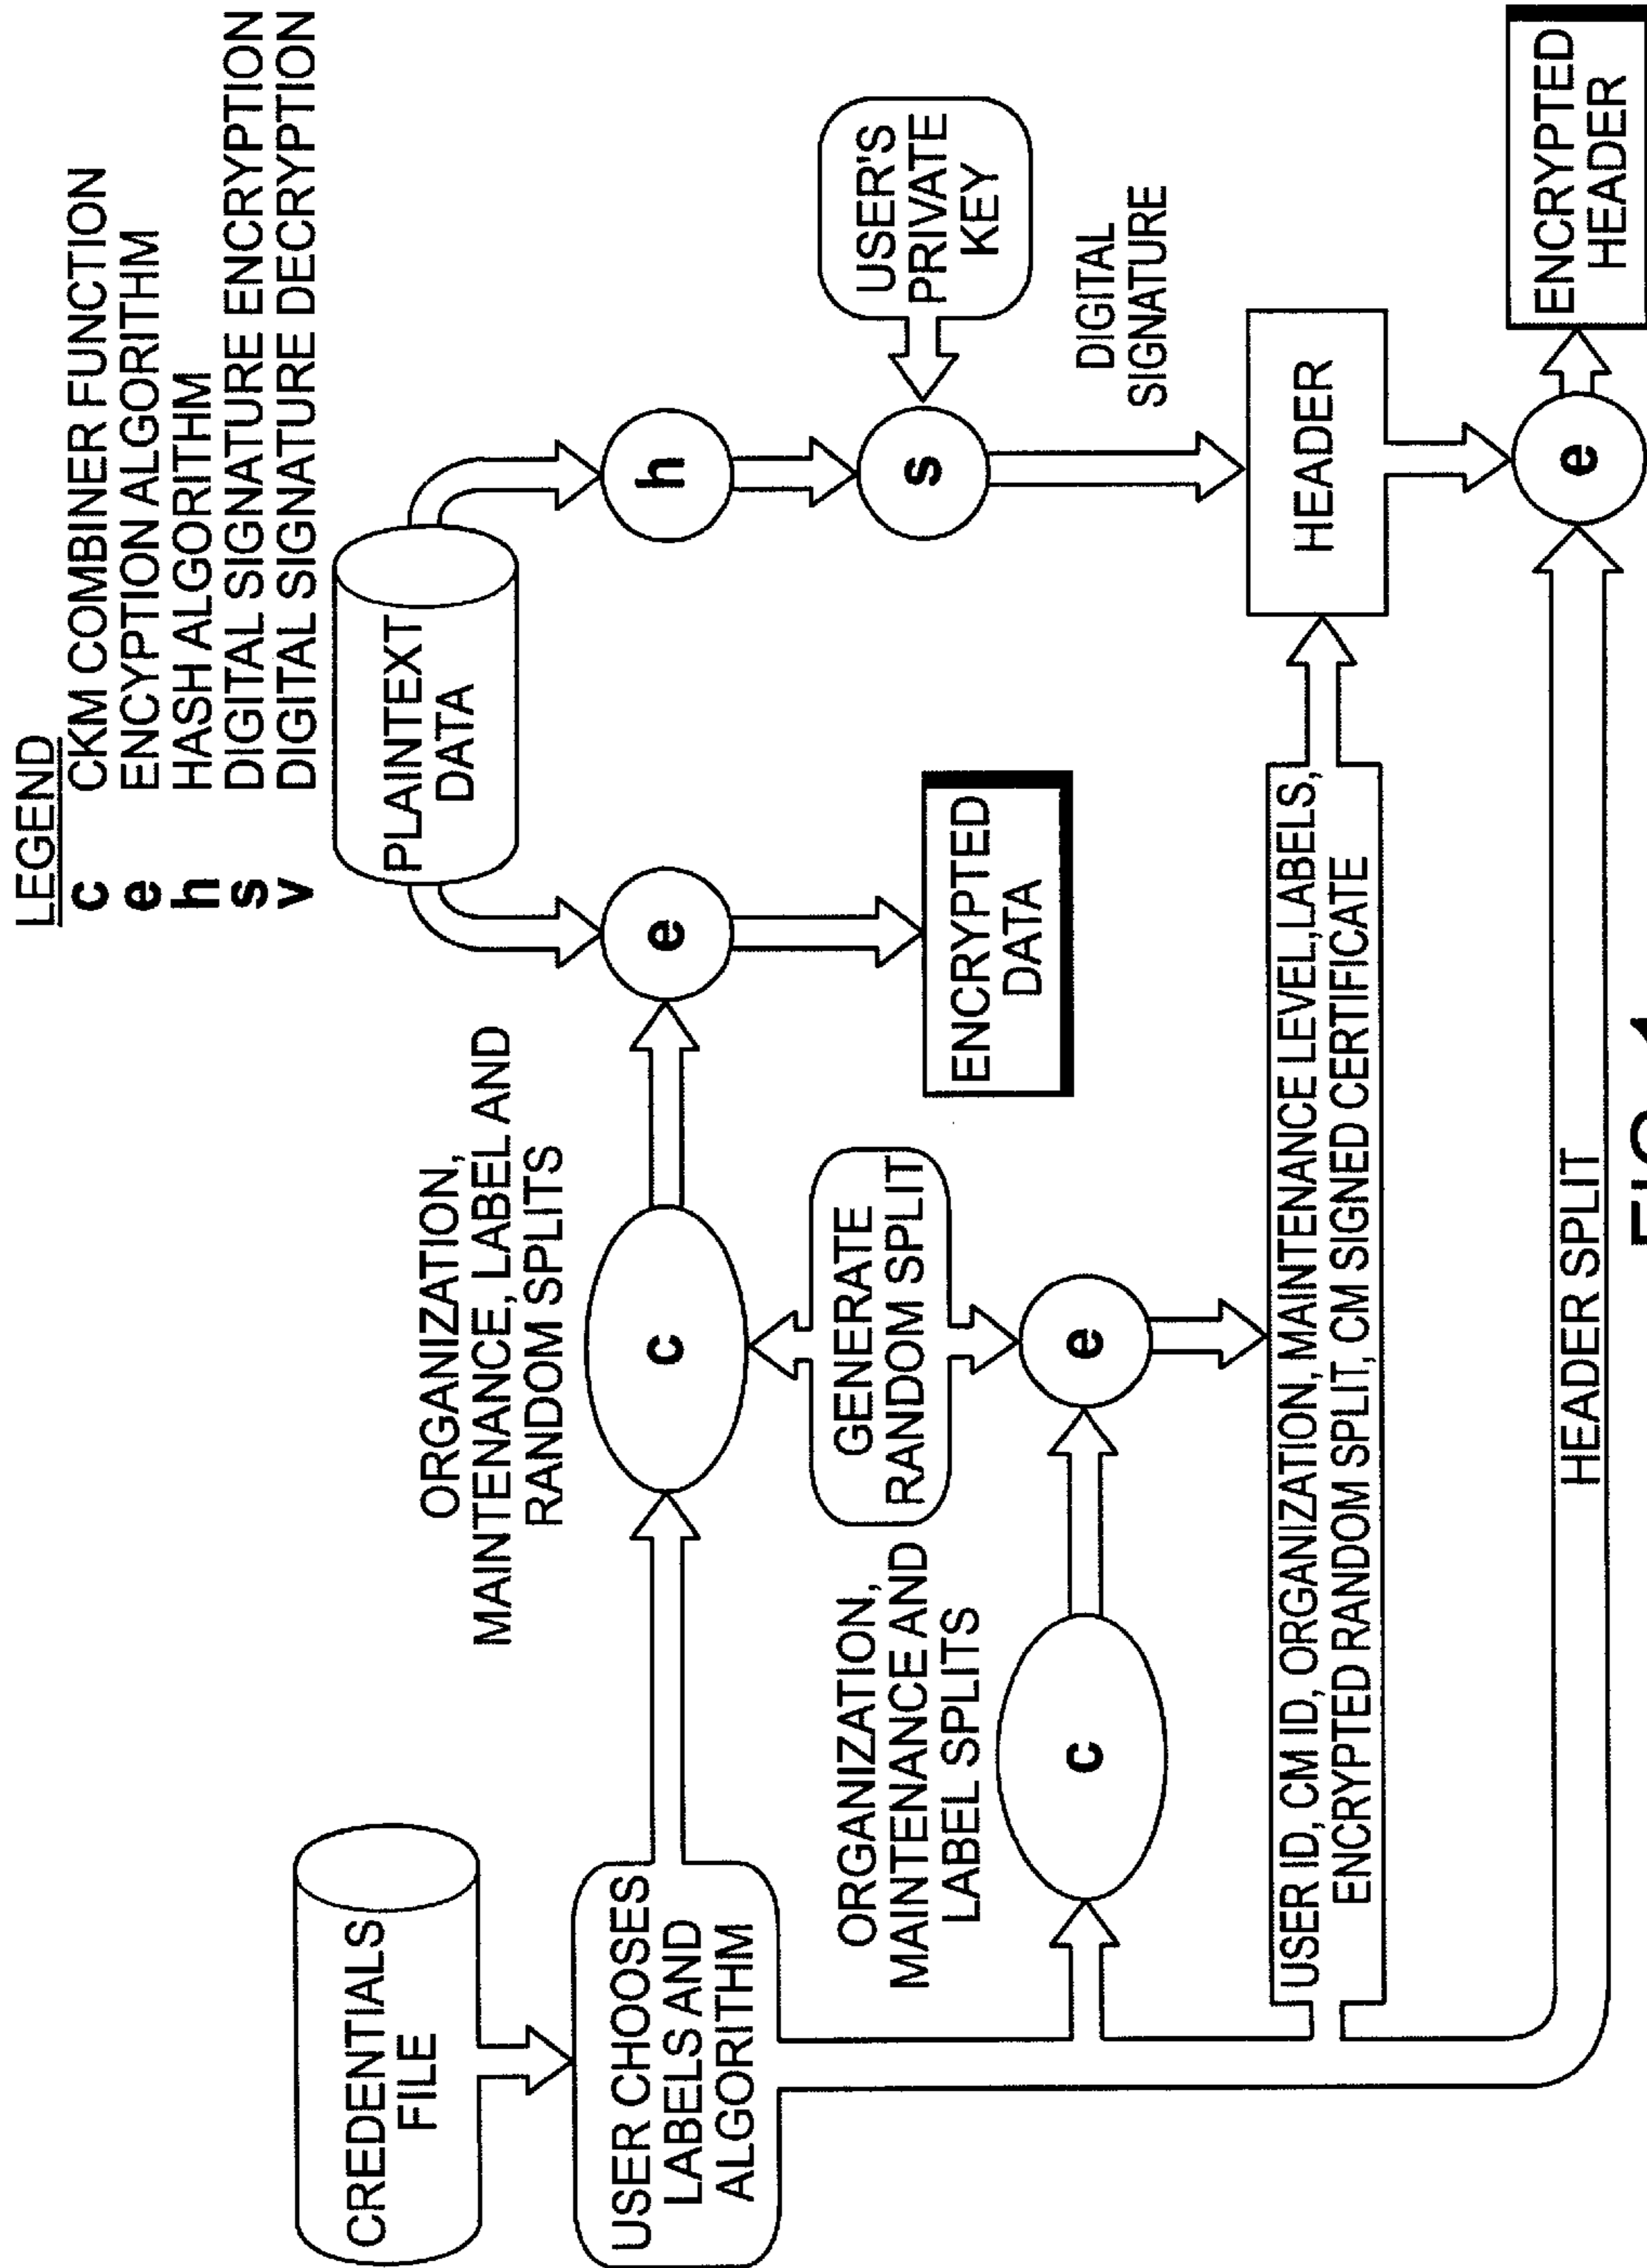 LEGEND
c CKM COMBINER FUNCTION
e ENCYPTION ALGORITHM
h HASH ALGORITHM
s DIGITAL SIGNATURE ENCRYPTION
v DIGITAL SIGNATURE DECRYPTION
CREDENTIALS
FILE
PLAINTEXT
DATA
USER CHOOSES
LABELS AND
ALGORITHM
ORGANIZATION,
MAINTENANCE, LABEL AND
RANDOM SPLITS
c
e
h
GENERATE
RANDOM SPLIT
ENCRYPTED
DATA
s
USER'S
PRIVATE
KEY
ORGANIZATION,
MAINTENANCE AND
LABEL SPLITS
c
e
DIGITAL
SIGNATURE
USER ID, CM ID, ORGANIZATION, MAINTENANCE LEVEL, LABELS,
ENCRYPTED RANDOM SPLIT, CM SIGNED CERTIFICATE
HEADER
HEADER SPLIT
e
ENCRYPTED
HEADER